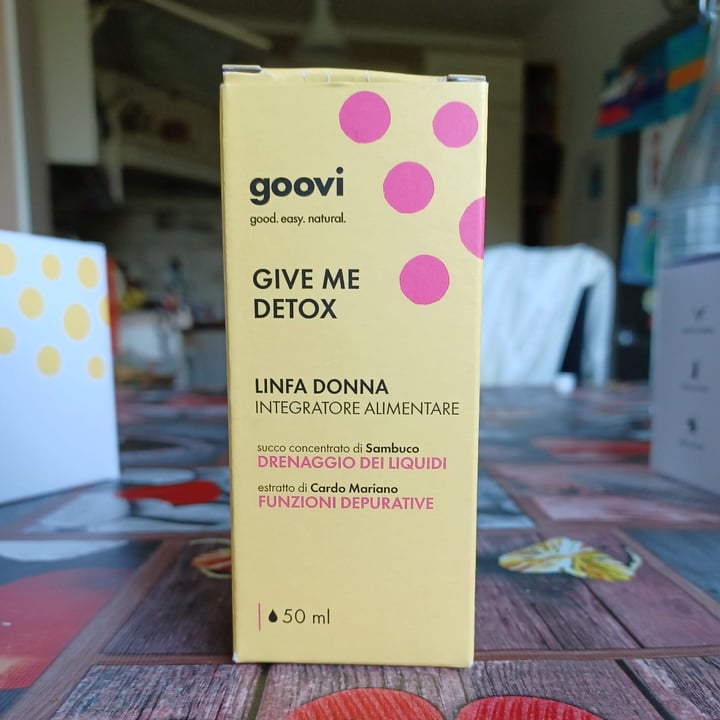 goovi
good. easy. natural.
GIVE ME
DETOX
LINFA DONNA
INTEGRATORE ALIMENTARE
succo concentrato di Sambuco
DRENAGGIO DEI LIQUIDI
estratto di Cardo Mariano
FUNZIONI DEPURATIVE
50 ml